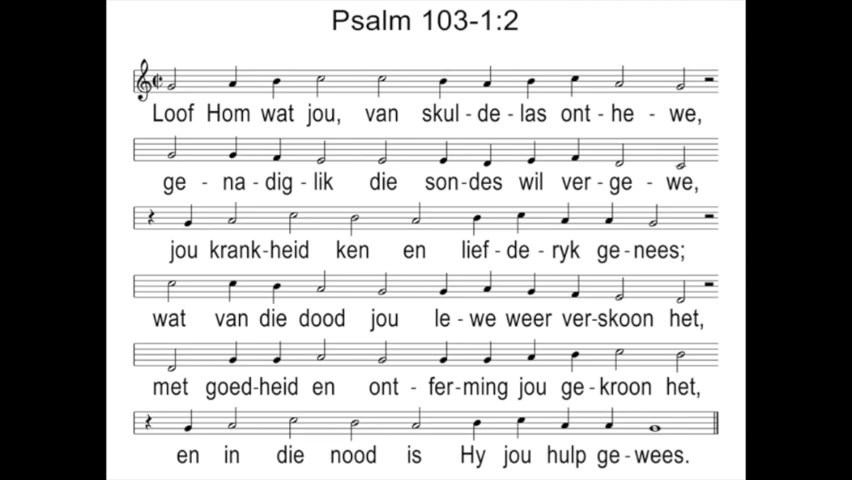 Psalm 103-1:2
Loof Hom wat jou, van skul - de - las ont - he - we,
ge - na - dig - lik die son - des wil ver - ge - we,
jou krank - heid ken en lief - de - ryk ge - nees;
wat van die dood jou le - we weer ver - skoon het,
met goed - heid en ont - fer - ming jou ge - kroon het,
en in die nood is Hy jou hulp ge - wees.